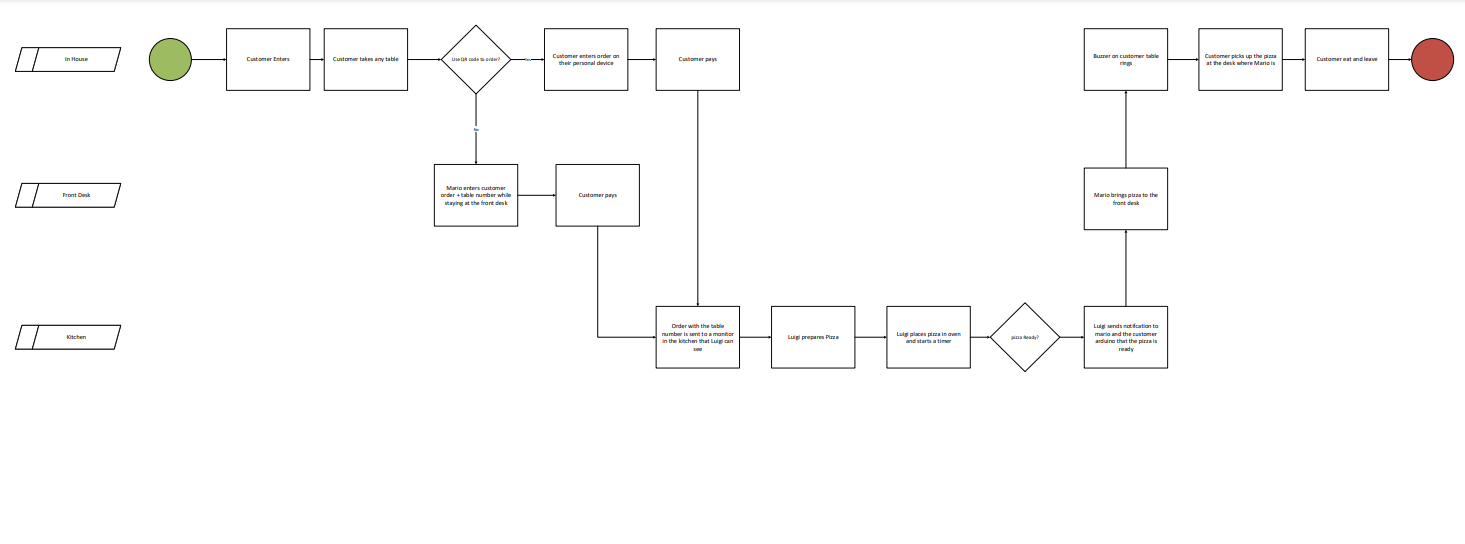 In House
Customer Enters
Customer takes any table
Use QR code to order?
Yes
Customer enters order on
their personal device
Customer pays
Buzzer on customer table
rings
Customer picks up the pizza
at the desk where Mario is
Customer eat and leave
No
Front Desk
Mario enters customer
order + table number while
staying at the front desk
Customer pays
Mario brings pizza to the
front desk
Kitchen
Order with the table
number is sent to a monitor
in the kitchen that Luigi can
see
Luigi prepares Pizza
Luigi places pizza in oven
and starts a timer
pizza Ready?
Luigi sends notifcation to
mario and the customer
arduino that the pizza is
ready